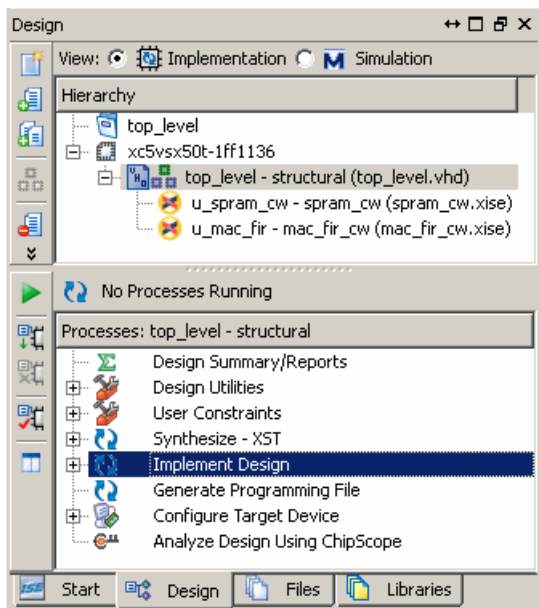 Design
View: Implementation Simulation
Hierarchy
top_level
xc5vsx50t-1ff1136
top_level - structural (top_level.vhd)
u_spram_cw - spram_cw (spram_cw.xise)
u_mac_fir - mac_fir_cw (mac_fir_cw.xise)
No Processes Running
Processes: top_level - structural
Design Summary/Reports
Design Utilities
User Constraints
Synthesize - XST
Implement Design
Generate Programming File
Configure Target Device
Analyze Design Using ChipScope
ISE Start Design Files Libraries